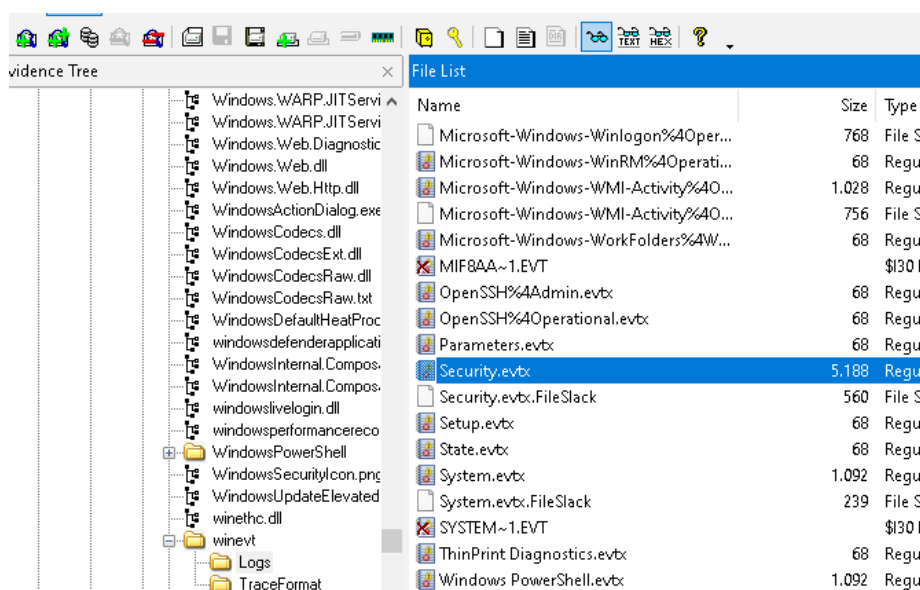 TEXT HEX
vidence Tree
File List
Windows.WARP.JITServi
Windows.WARP.JITServi
Windows.Web.Diagnostic
Windows.Web.dll
Windows.Web.Http.dll
WindowsActionDialog.exe
WindowsCodecs.dll
WindowsCodecsExt.dll
WindowsCodecsRaw.dll
WindowsCodecsRaw.txt
WindowsDefaultHeatProc
windowsdefenderapplicati
WindowsInternal.Compos
WindowsInternal.Compos
windowslivelogin.dll
windowsperformancereco
WindowsPowerShell
WindowsSecurityIcon.png
WindowsUpdateElevated
winethc.dll
winevt
Logs
TraceFormat
Name Size Type
Microsoft-Windows-Winlogon%4Oper... 768 File S
Microsoft-Windows-WinRM%4Operati... 68 Regu
Microsoft-Windows-WMI-Activity%4O... 1.028 Regu
Microsoft-Windows-WMI-Activity%4O... 756 File S
Microsoft-Windows-WorkFolders%4W... 68 Regu
MIF8AA~1.EVT $I30 I
OpenSSH%4Admin.evtx 68 Regu
OpenSSH%4Operational.evtx 68 Regu
Parameters.evtx 68 Regu
Security.evtx 5.188 Regu
Security.evtx.FileSlack 560 File S
Setup.evtx 68 Regu
State.evtx 68 Regu
System.evtx 1.092 Regu
System.evtx.FileSlack 239 File S
SYSTEM~1.EVT $I30 I
ThinPrint Diagnostics.evtx 68 Regu
Windows PowerShell.evtx 1.092 Regu